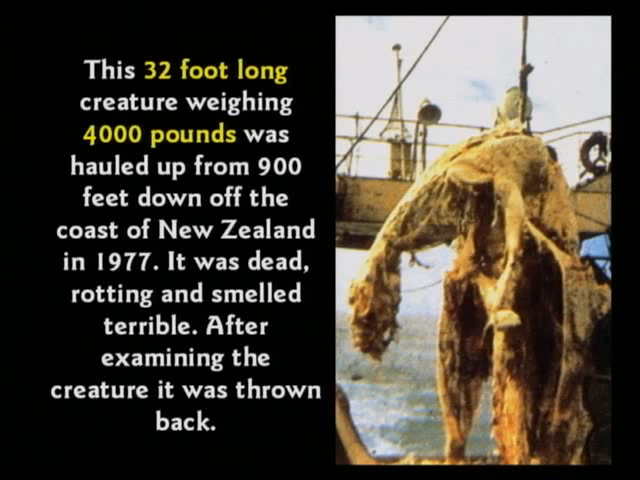 This 32 foot long
creature weighing
4000 pounds was
hauled up from 900
feet down off the
coast of New Zealand
in 1977. It was dead,
rotting and smelled
terrible. After
examining the
creature it was thrown
back.